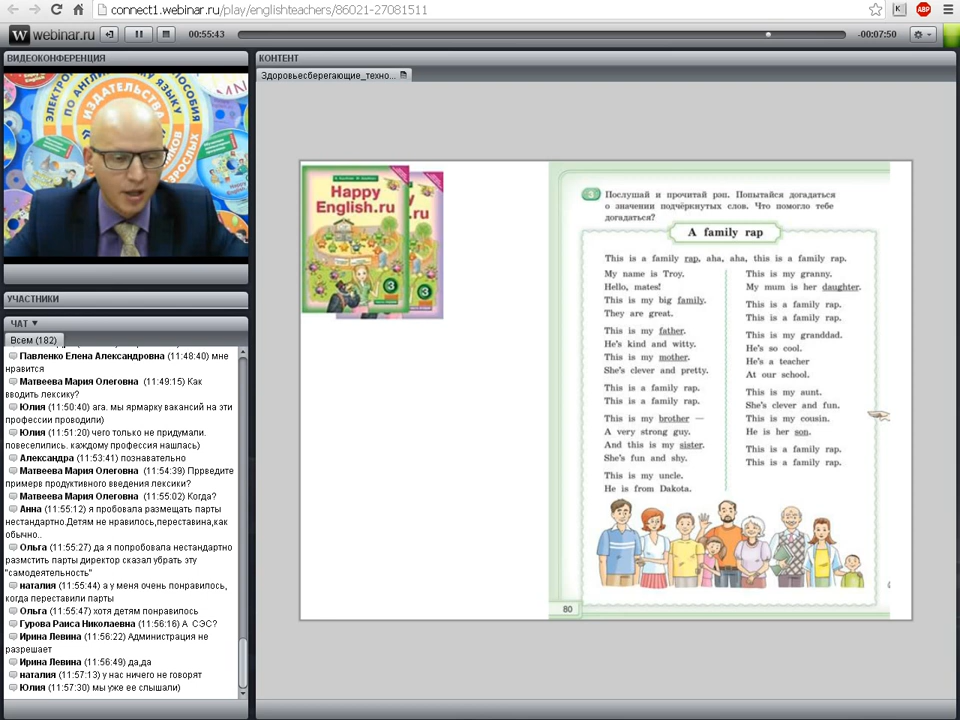 connect1.webinar.ru/play/englishteachers/86021-27081511
webinar.ru
00:55:43
-00:07:50
ВИДЕОКОНФЕРЕНЦИЯ
ЭЛЕКТРОННЫЕ ПОСОБИЯ
ПО АНГЛИЙСКОМУ ЯЗЫКУ
ИЗДАТЕЛЬСТВА
УЧАСТНИКИ
ЧАТ
Всем (182)
Павленко Елена Александровна (11:48:40) мне
нравится
Матвеева Мария Олеговна (11:49:15) Как
вводить лексику?
Юлия (11:50:40) ага. мы ярмарку вакансий на эти
профессии проводили)
Юлия (11:51:20) чего только не придумали.
повеселились. каждому профессия нашлась)
Александра (11:53:41) познавательно
Матвеева Мария Олеговна (11:54:39) Пррведите
примерв продуктивного введения лексики?
Матвеева Мария Олеговна (11:55:02) Когда?
Анна (11:55:12) я пробовала размещать парты
нестандартно.Детям не нравилось,переставина,как
обычно..
Ольга (11:55:27) да я попробовала нестандартно
размстить парты директор сказал убрать эту
"самодеятельность"
наталия (11:55:44) а у меня очень понравилось,
когда переставили парты
Ольга (11:55:47) хотя детям понравилось
Гурова Раиса Николаевна (11:56:16) А СЭС?
Ирина Левина (11:56:22) Администрация не
разрешает
Ирина Левина (11:56:49) да,да
наталия (11:57:13) у нас ничего не говорят
Юлия (11:57:30) мы уже ее слышали)
КОНТЕНТ
Здоровьесберегающие_техно...
Happy
English.ru
3
.ru
3
3
Послушай и прочитай рэп. Попытайся догадаться
о значении подчёркнутых слов. Что помогло тебе
догадаться?
A family rap
This is a family rap, aha, aha, this is a family rap.
My name is Troy.
Hello, mates!
This is my big family.
They are great.
This is my father.
He's kind and witty.
This is my mother.
She's clever and pretty.
This is a family rap.
This is a family rap.
This is my brother —
A very strong guy.
And this is my sister.
She's fun and shy.
This is my uncle.
He is from Dakota.
This is my granny.
My mum is her daughter.
This is a family rap.
This is a family rap.
This is my granddad.
He's so cool.
He's a teacher
At our school.
This is my aunt.
She's clever and fun.
This is my cousin.
He is her son.
This is a family rap.
This is a family rap.
80